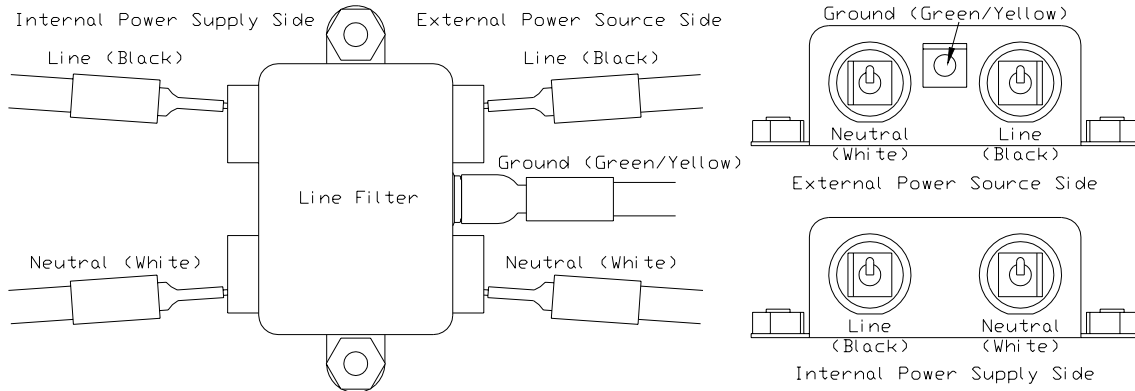 Internal Power Supply Side
External Power Source Side
Line (Black)
Line (Black)
Ground (Green/Yellow)
Line Filter
Neutral (White)
Neutral (White)
Ground (Green/Yellow)
Neutral
(White)
Line
(Black)
External Power Source Side
Line
(Black)
Neutral
(White)
Internal Power Supply Side